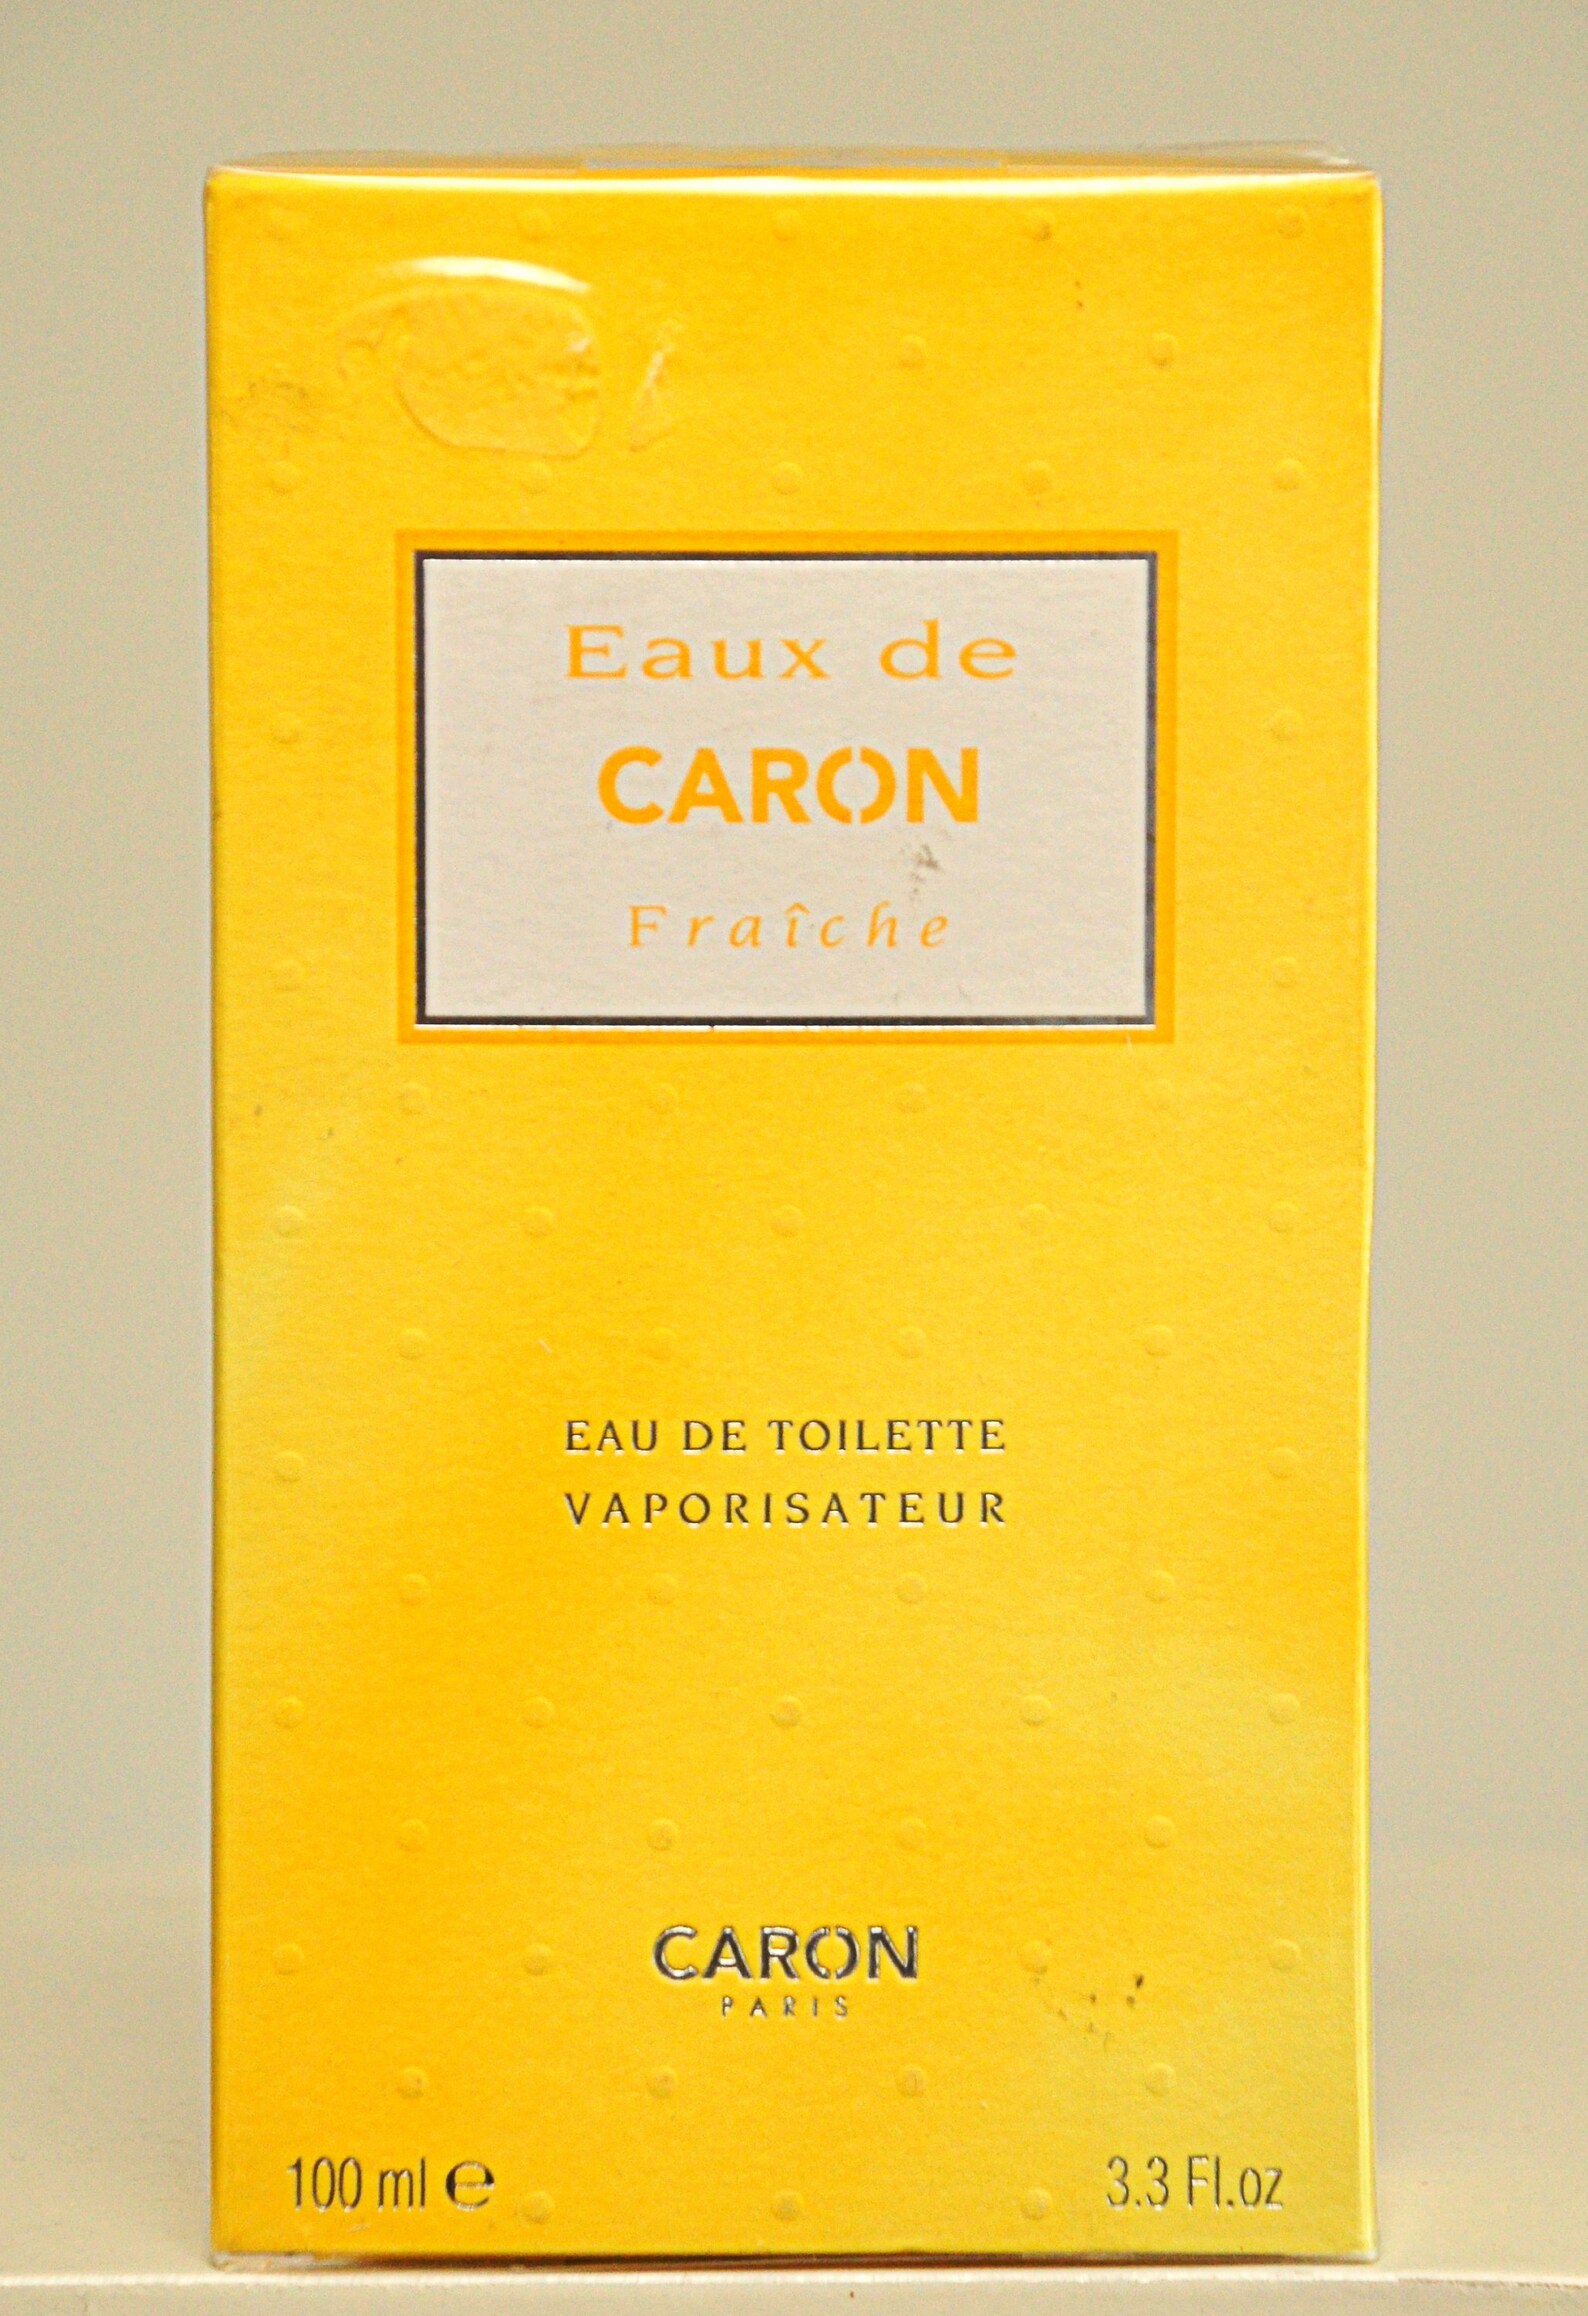 Eaux de
CARON
Fraîche
EAU DE TOILETTE
VAPORISATEUR
CARON
PARIS
100 ml ℮ 3.3 Fl.oz